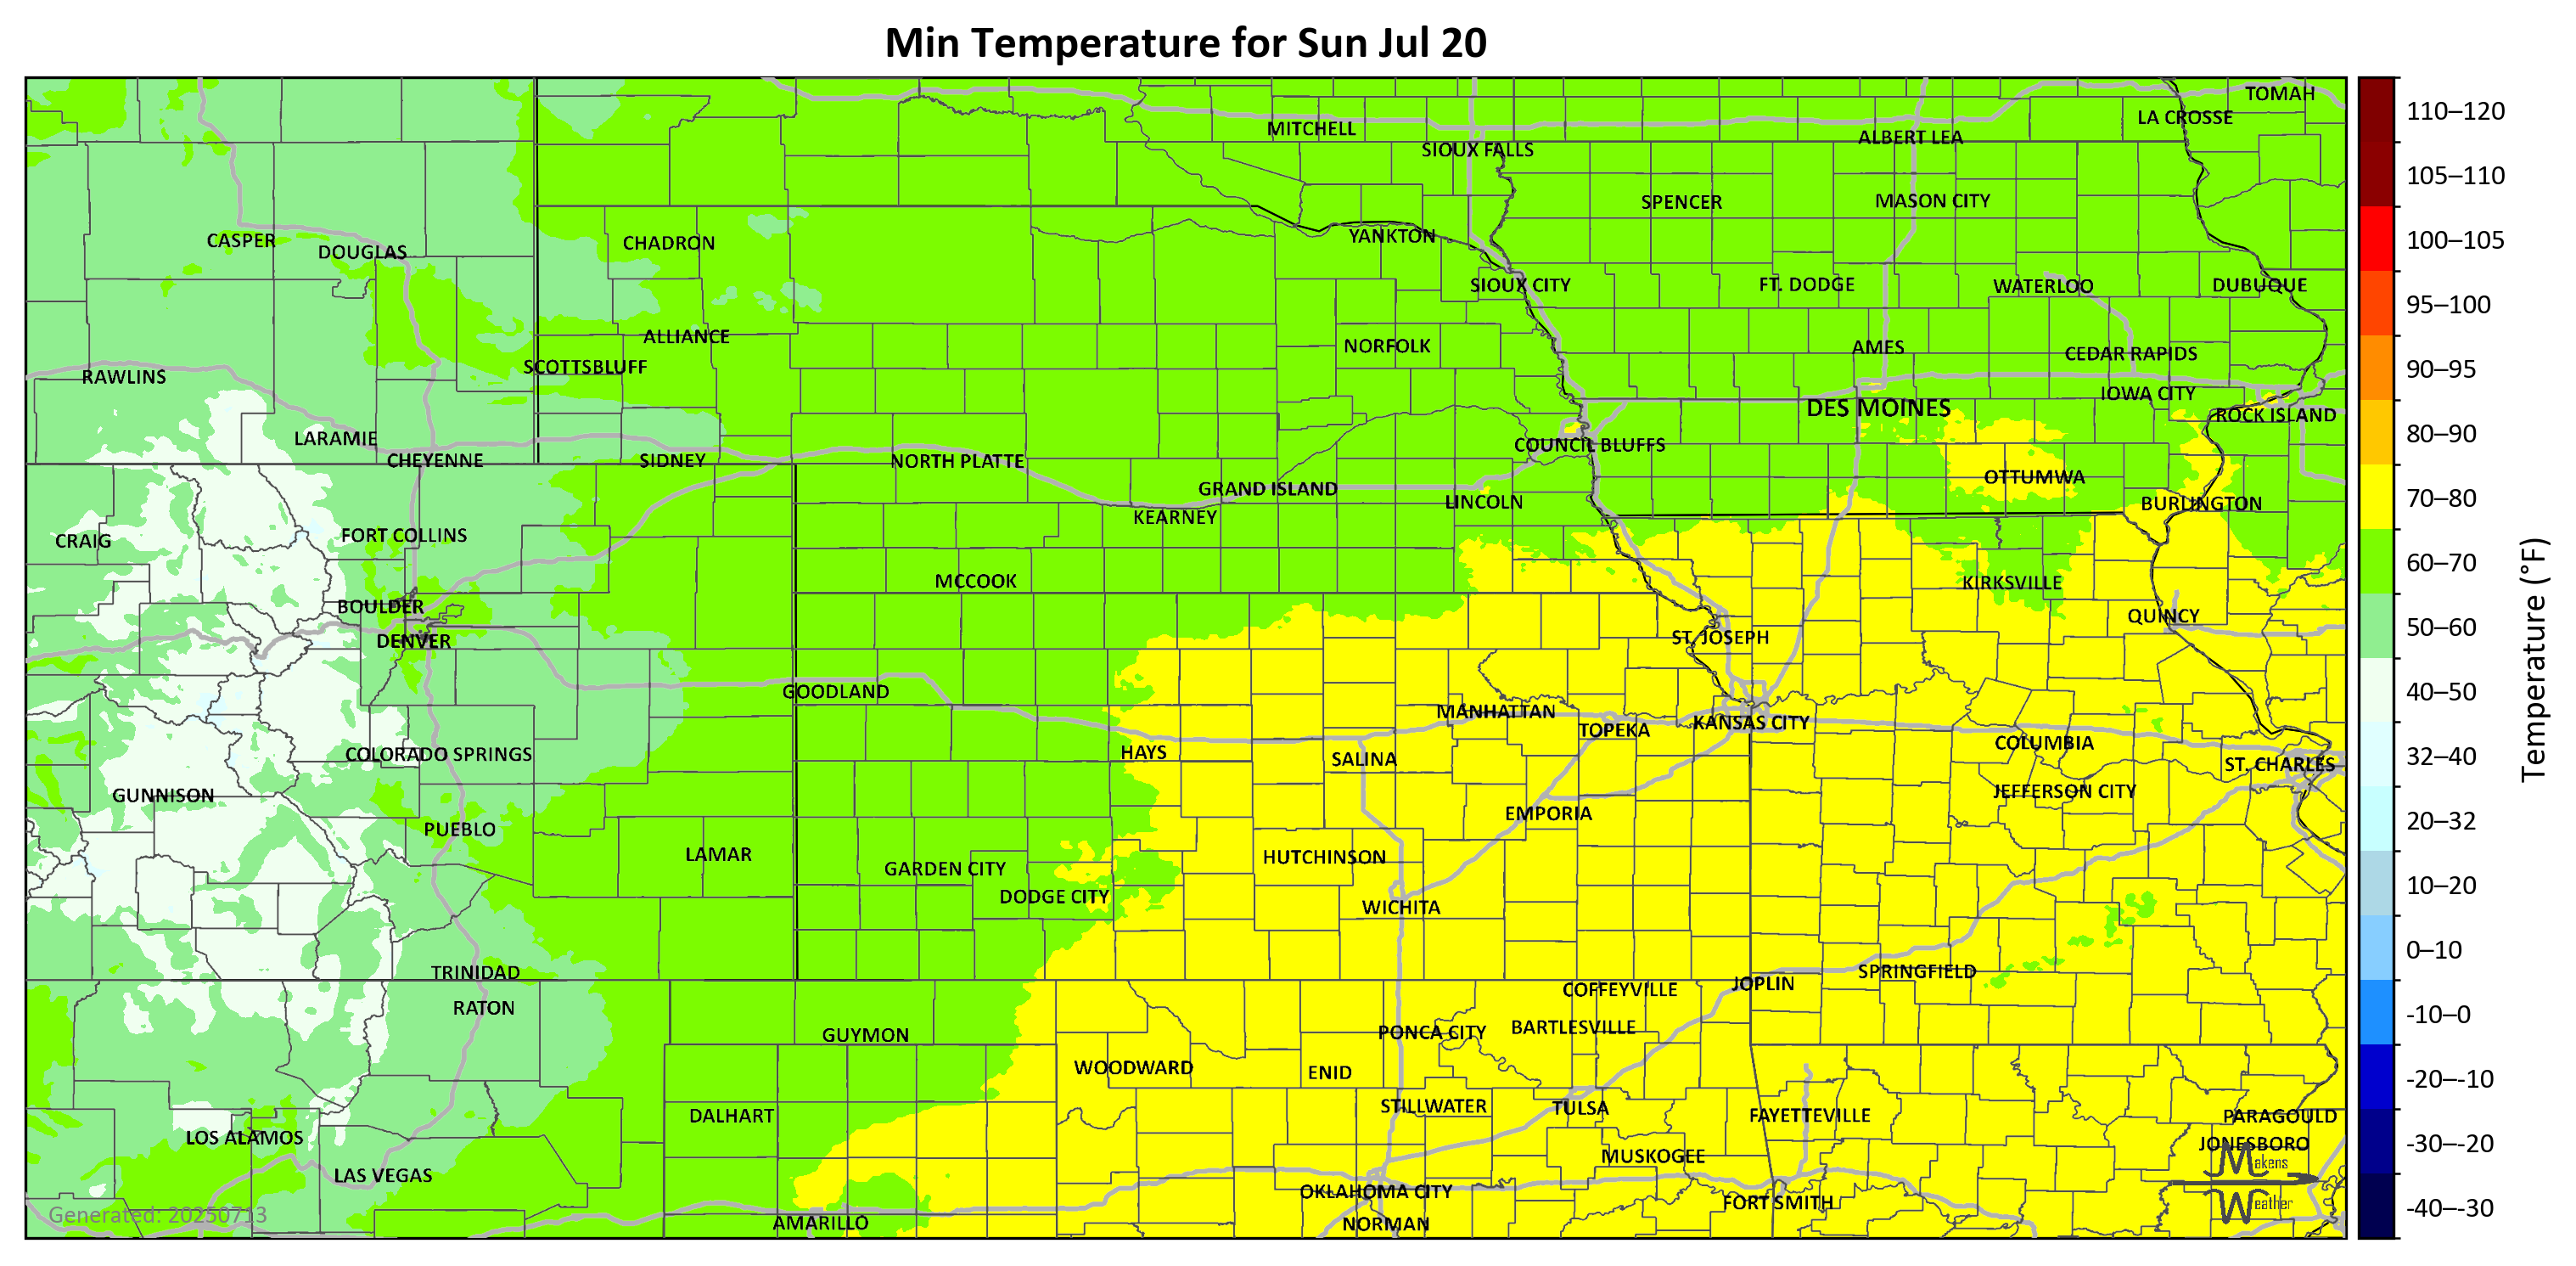 Min Temperature for Sun Jul 20
TOMAH
LA CROSSE
MITCHELL
ALBERT LEA
SIOUX FALLS
SPENCER
MASON CITY
CASPER
DOUGLAS
CHADRON
YANKTON
SIOUX CITY
FT. DODGE
WATERLOO
DUBUQUE
ALLIANCE
NORFOLK
AMES
CEDAR RAPIDS
SCOTTSBLUFF
RAWLINS
IOWA CITY
DES MOINES
ROCK ISLAND
LARAMIE
COUNCIL BLUFFS
CHEYENNE
SIDNEY
NORTH PLATTE
OTTUMWA
GRAND ISLAND
LINCOLN
BURLINGTON
KEARNEY
FORT COLLINS
CRAIG
MCCOOK
KIRKSVILLE
BOULDER
QUINCY
DENVER
ST. JOSEPH
GOODLAND
MANHATTAN
KANSAS CITY
TOPEKA
COLUMBIA
HAYS
COLORADO SPRINGS
SALINA
ST. CHARLES
GUNNISON
JEFFERSON CITY
EMPORIA
PUEBLO
LAMAR
HUTCHINSON
GARDEN CITY
DODGE CITY
WICHITA
TRINIDAD
SPRINGFIELD
JOPLIN
COFFEYVILLE
RATON
BARTLESVILLE
PONCA CITY
GUYMON
WOODWARD
ENID
STILLWATER
TULSA
DALHART
FAYETTEVILLE
PARAGOULD
LOS ALAMOS
JONESBORO
MUSKOGEE
Makens
LAS VEGAS
OKLAHOMA CITY
FORT SMITH
Weather
Generated: 20250713
AMARILLO
NORMAN
110–120
105–110
100–105
95–100
90–95
80–90
70–80
60–70
50–60
40–50
32–40
20–32
10–20
0–10
-10–0
-20–-10
-30–-20
-40–-30
Temperature (°F)